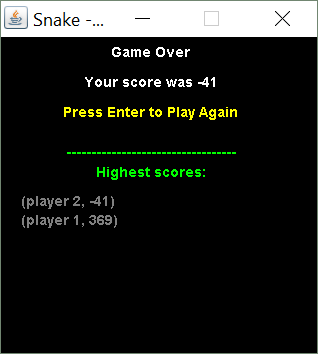 Snake -...
Game Over
Your score was -41
Press Enter to Play Again
----------------------------------
Highest scores:
(player 2, -41)
(player 1, 369)